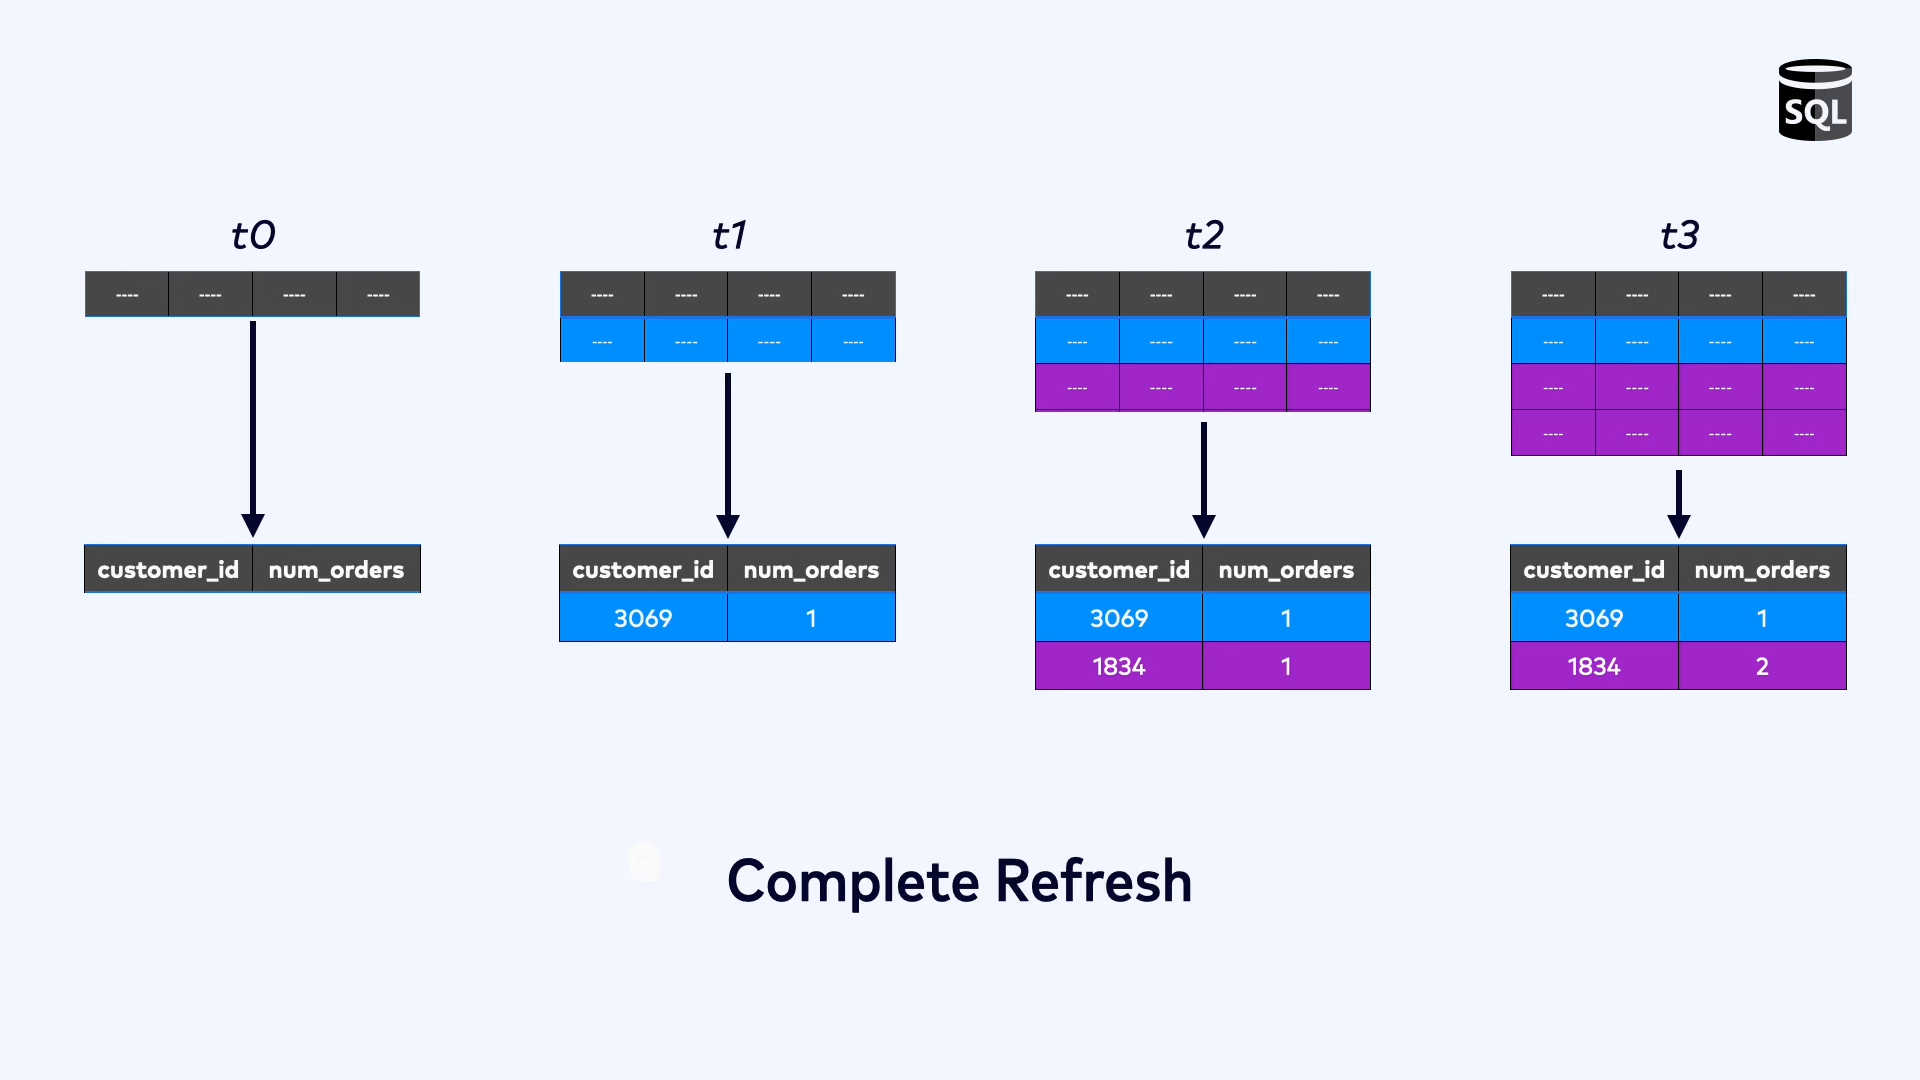 SQL
t0
t1
t2
t3
---- ---- ---- ----
---- ---- ---- ----
---- ---- ---- ----
---- ---- ---- ----
---- ---- ---- ----
---- ---- ---- ----
---- ---- ---- ----
---- ---- ---- ----
---- ---- ---- ----
---- ---- ---- ----
customer_id num_orders
customer_id num_orders
3069 1
customer_id num_orders
3069 1
1834 1
customer_id num_orders
3069 1
1834 2
Complete Refresh